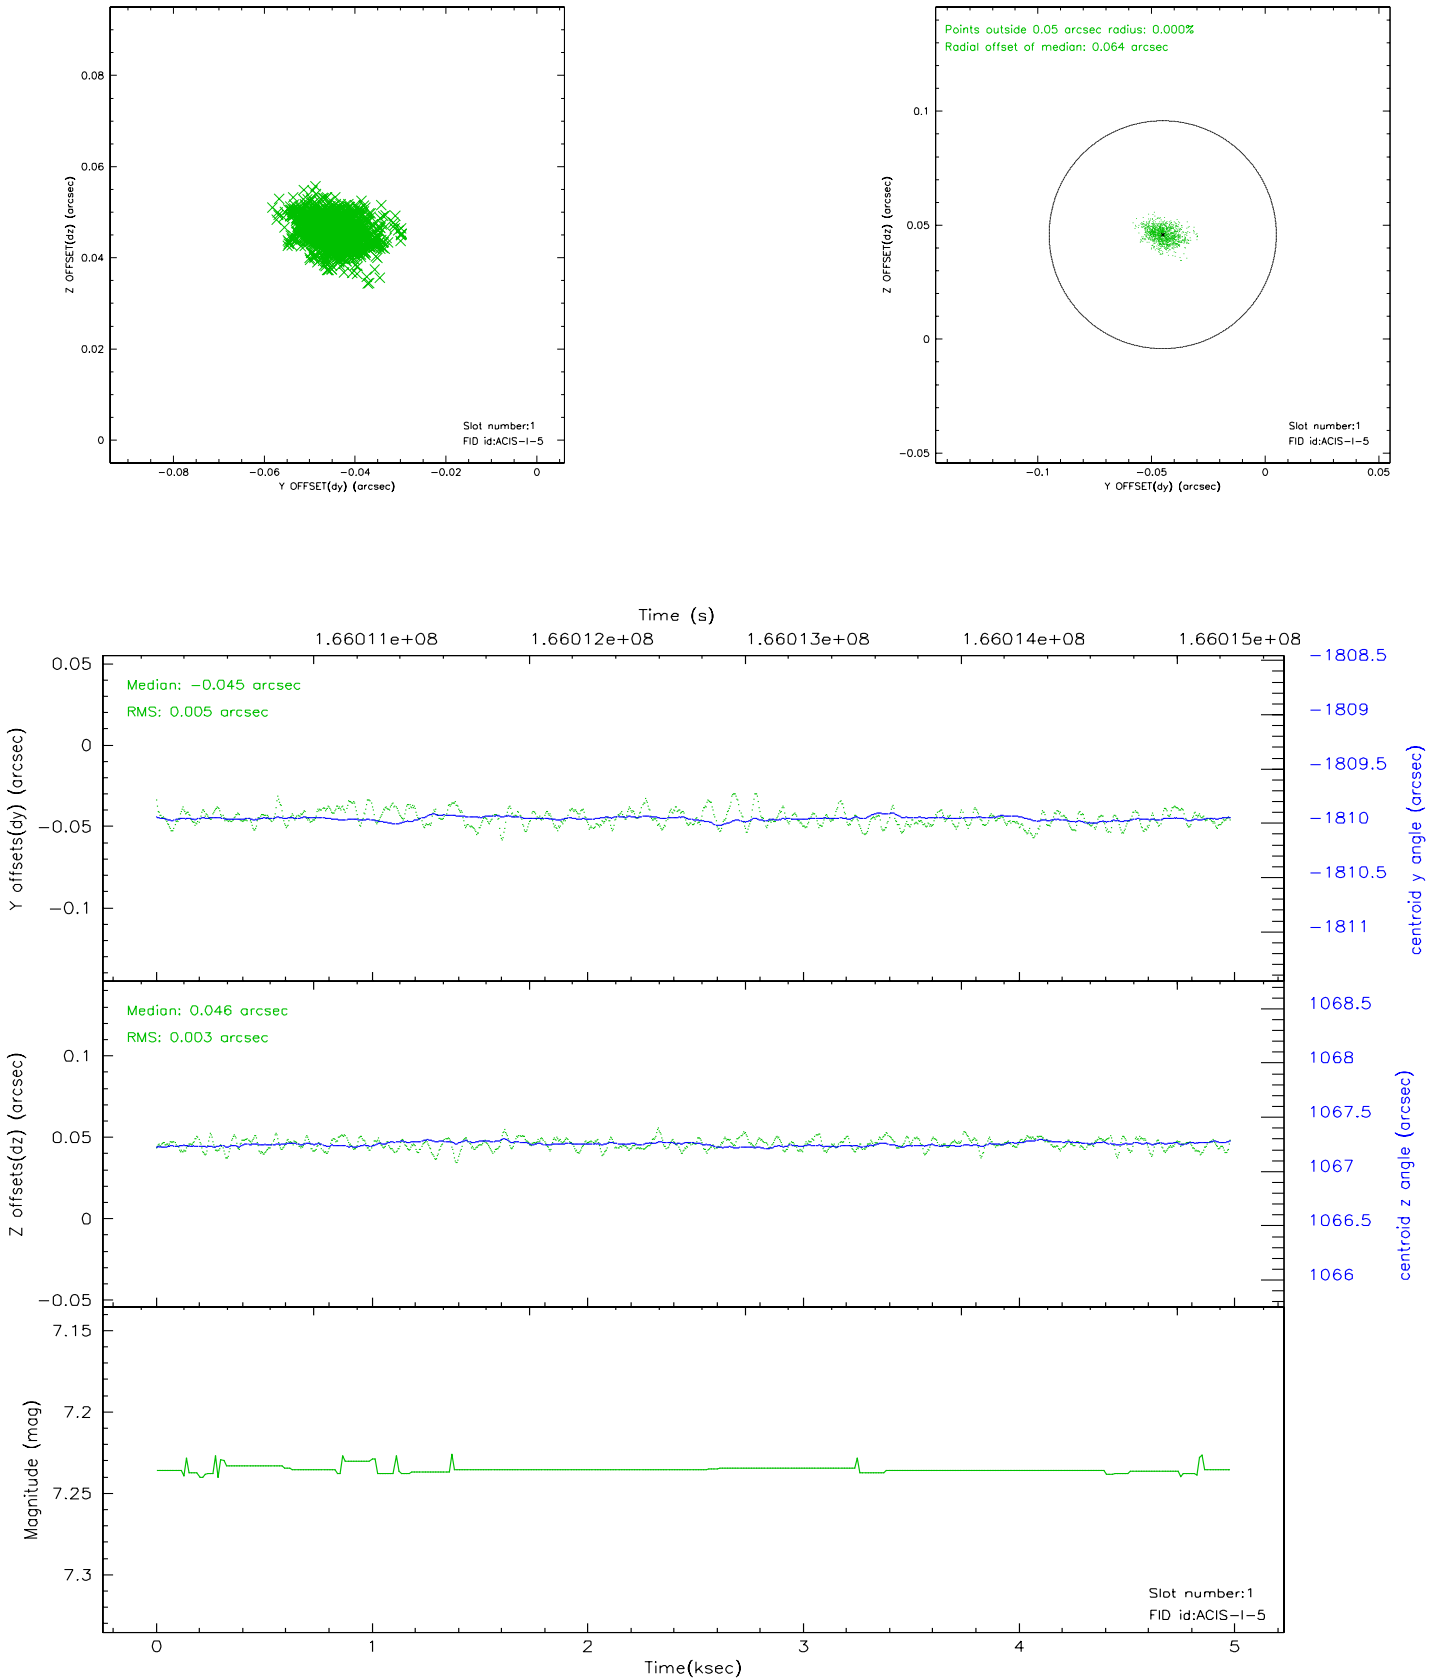 0.08
0.06
0.04
0.02
0
Z OFFSET(dz) (arcsec)
Slot number:1
FID id:ACIS-I-5
-0.08 -0.06 -0.04 -0.02 0
Y OFFSET(dy) (arcsec)
Points outside 0.05 arcsec radius: 0.000%
Radial offset of median: 0.064 arcsec
0.1
0.05
0
-0.05
Z OFFSET(dz) (arcsec)
Slot number:1
FID id:ACIS-I-5
-0.1 -0.05 0 0.05
Y OFFSET(dy) (arcsec)
Time (s)
1.66011e+08 1.66012e+08 1.66013e+08 1.66014e+08 1.66015e+08
0.05
0
-0.05
-0.1
Y offsets(dy) (arcsec)
Median: -0.045 arcsec
RMS: 0.005 arcsec
-1808.5
-1809
-1809.5
-1810
-1810.5
-1811
centroid y angle (arcsec)
0.1
0.05
0
-0.05
Z offsets(dz) (arcsec)
Median: 0.046 arcsec
RMS: 0.003 arcsec
1068.5
1068
1067.5
1067
1066.5
1066
centroid z angle (arcsec)
7.15
7.2
7.25
7.3
Magnitude (mag)
Slot number:1
FID id:ACIS-I-5
0 1 2 3 4 5
Time(ksec)